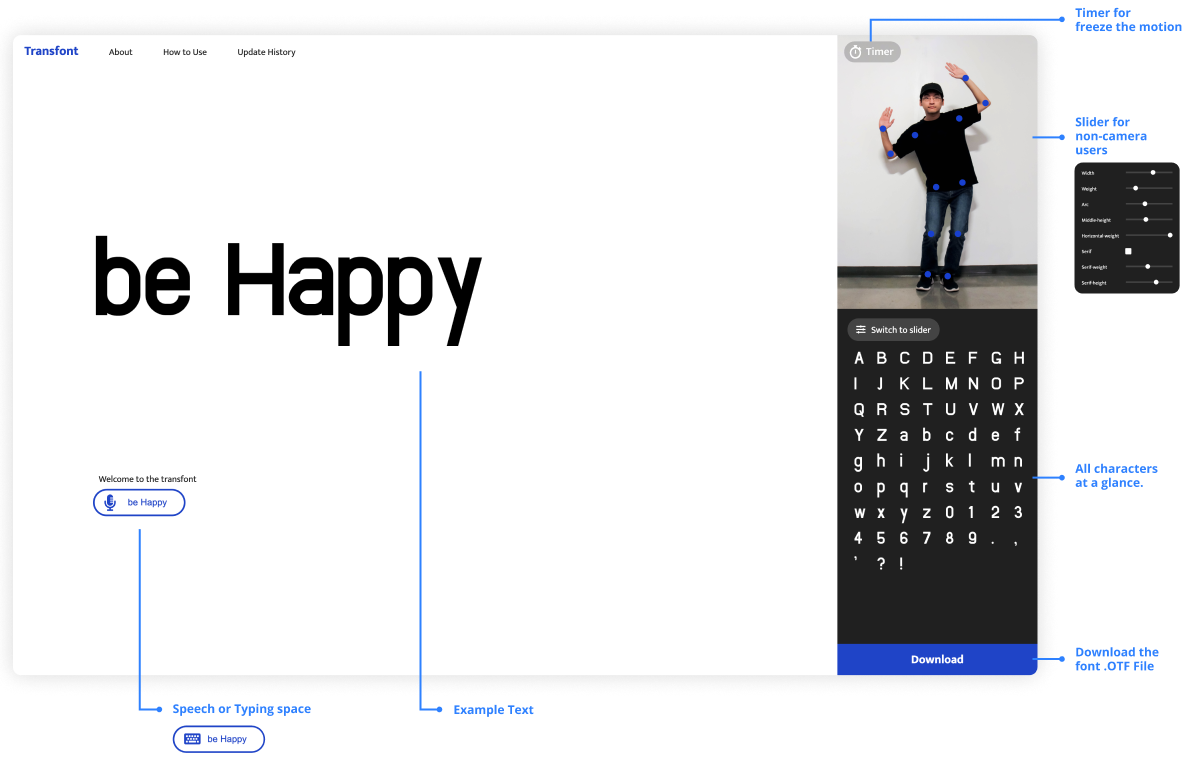 Timer for
freeze the motion
Transfont
About
How to Use
Update History
Timer
Slider for
non-camera
users
Width
Weight
Arc
Middle-height
Horizontal-weight
Serif
Serif-weight
Serif-height
be Happy
Switch to slider
A B C D E F G H
I J K L M N O P
Q R S T U V W X
Y Z a b c d e f
g h i j k l m n
o p q r s t u v
w x y z 0 1 2 3
4 5 6 7 8 9 . ,
' ? !
All characters
at a glance.
Welcome to the transfont
be Happy
Download
Download the
font .OTF File
Speech or Typing space
be Happy
Example Text